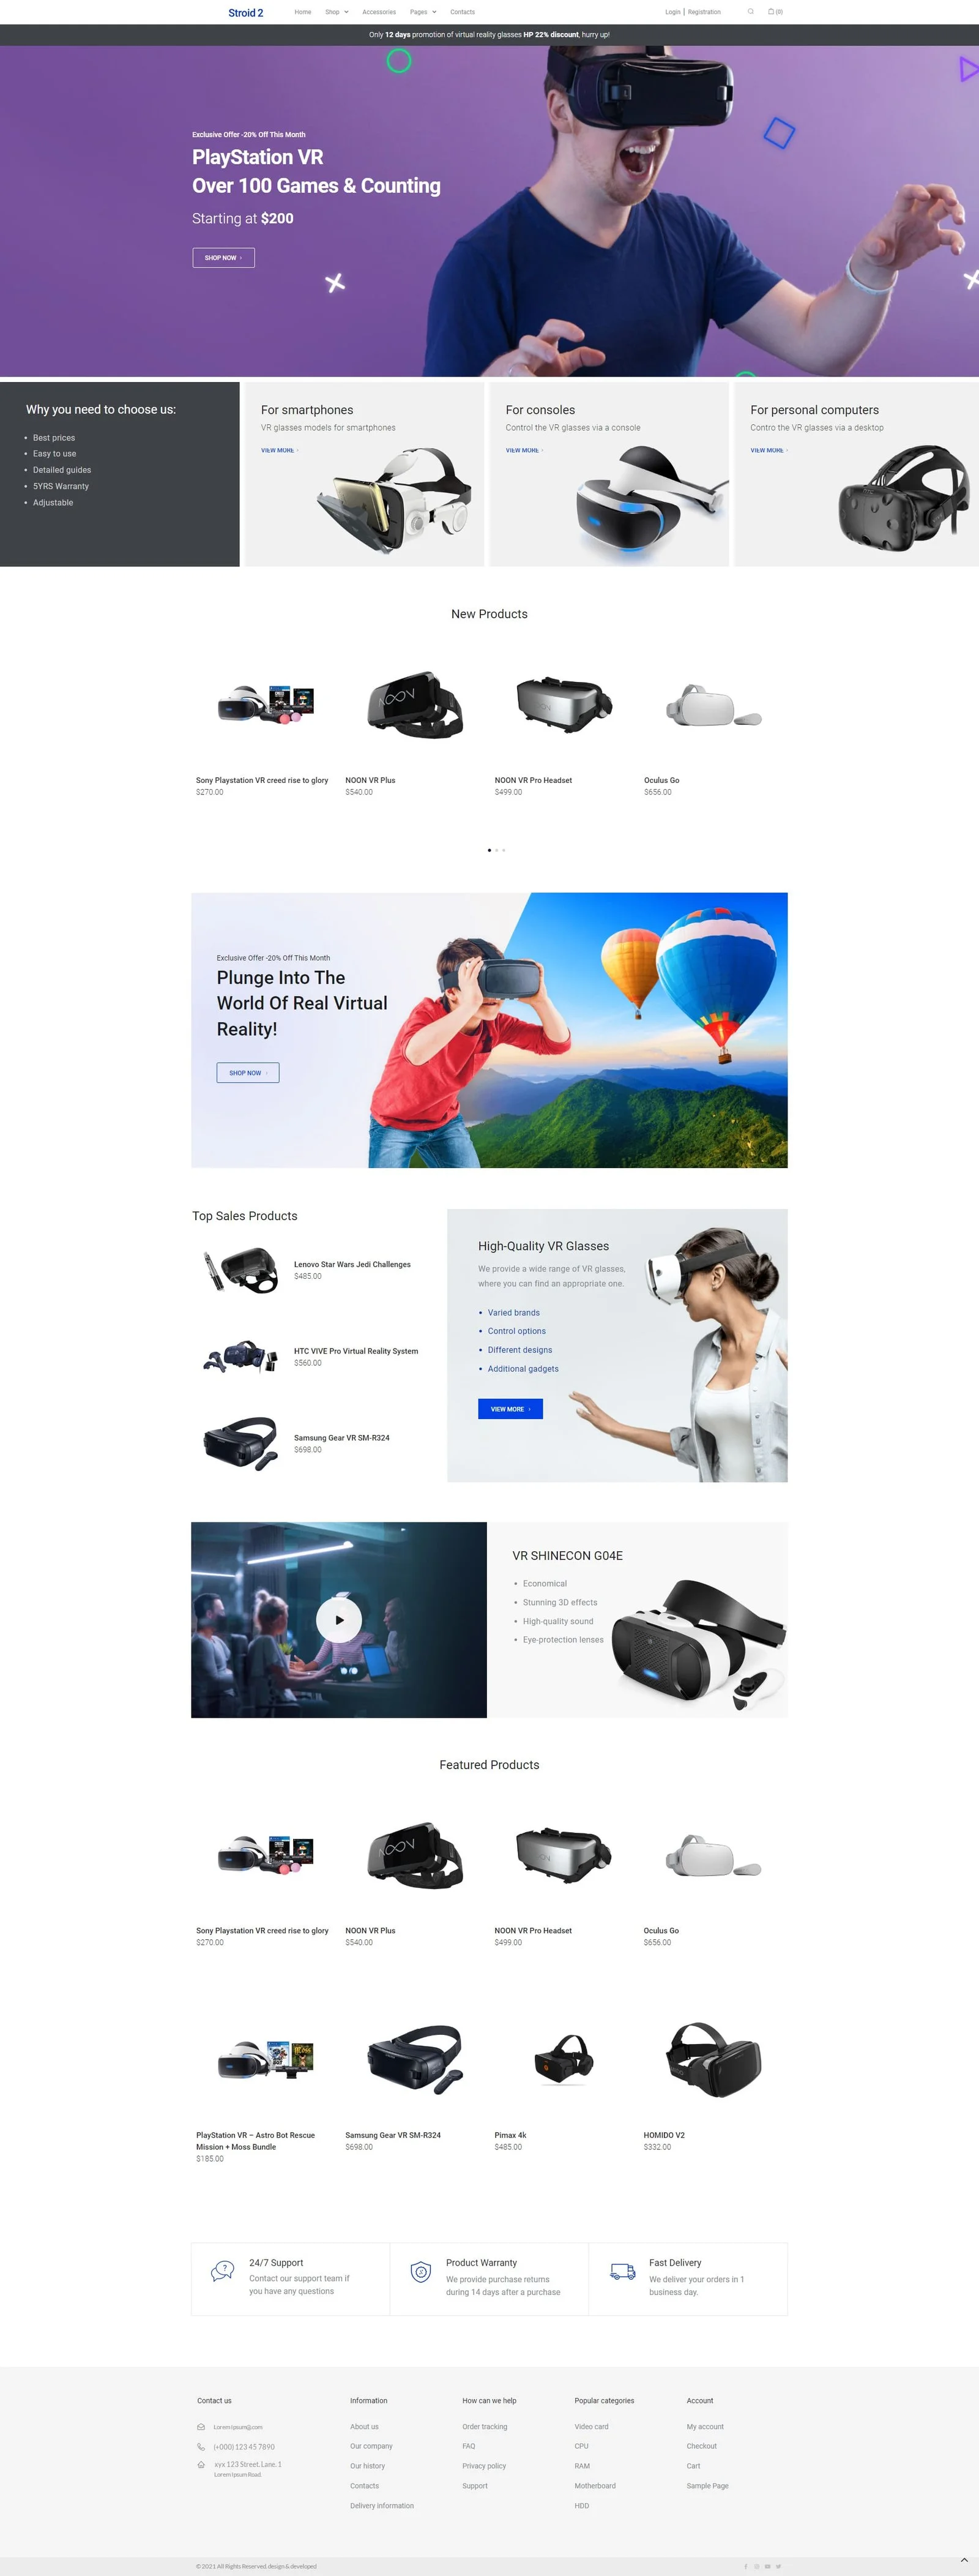 Stroid 2
Home Shop Accessories Pages Contacts
Login | Registration
(0)
Only 12 days promotion of virtual reality glasses HP 22% discount, hurry up!
Exclusive Offer -20% Off This Month
PlayStation VR
Over 100 Games & Counting
Starting at $200
SHOP NOW ›
Why you need to choose us:
• Best prices
• Easy to use
• Detailed guides
• 5YRS Warranty
• Adjustable
For smartphones
VR glasses models for smartphones
VIEW MORE ›
For consoles
Control the VR glasses via a console
VIEW MORE ›
For personal computers
Contro the VR glasses via a desktop
VIEW MORE ›
New Products
NOON
Sony Playstation VR creed rise to glory
$270.00
NOON VR Plus
$540.00
NOON VR Pro Headset
$499.00
Oculus Go
$656.00
Exclusive Offer -20% Off This Month
Plunge Into The
World Of Real Virtual
Reality!
SHOP NOW ›
Top Sales Products
Lenovo Star Wars Jedi Challenges
$485.00
HTC VIVE Pro Virtual Reality System
$560.00
Samsung Gear VR SM-R324
$698.00
High-Quality VR Glasses
We provide a wide range of VR glasses,
where you can find an appropriate one.
• Varied brands
• Control options
• Different designs
• Additional gadgets
VIEW MORE ›
VR SHINECON G04E
• Economical
• Stunning 3D effects
• High-quality sound
• Eye-protection lenses
Featured Products
NOON
Sony Playstation VR creed rise to glory
$270.00
NOON VR Plus
$540.00
NOON VR Pro Headset
$499.00
Oculus Go
$656.00
PlayStation VR – Astro Bot Rescue
Mission + Moss Bundle
$185.00
Samsung Gear VR SM-R324
$698.00
Pimax 4k
$485.00
HOMIDO V2
$332.00
24/7 Support
Contact our support team if
you have any questions
Product Warranty
We provide purchase returns
during 14 days after a purchase
Fast Delivery
We deliver your orders in 1
business day.
Contact us
Lorem Ipsum@.com
(+000) 123 45 7890
xyx 123 Street. Lane. 1
Lorem Ipsum Road.
Information
About us
Our company
Our history
Contacts
Delivery information
How can we help
Order tracking
FAQ
Privacy policy
Support
Popular categories
Video card
CPU
RAM
Motherboard
HDD
Account
My account
Checkout
Cart
Sample Page
© 2021 All Rights Reserved. design & developed